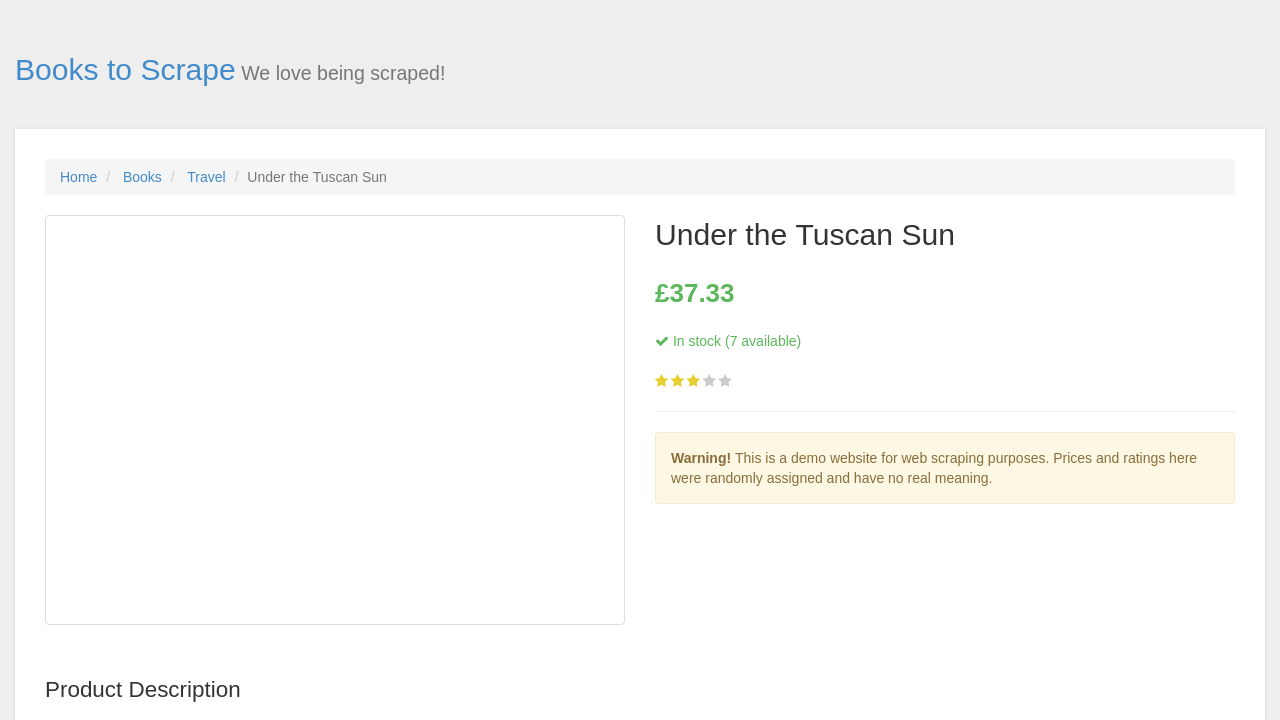 Books to Scrape We love being scraped!
Home / Books / Travel / Under the Tuscan Sun
Under the Tuscan Sun
£37.33
In stock (7 available)
Warning! This is a demo website for web scraping purposes. Prices and ratings here
were randomly assigned and have no real meaning.
Product Description